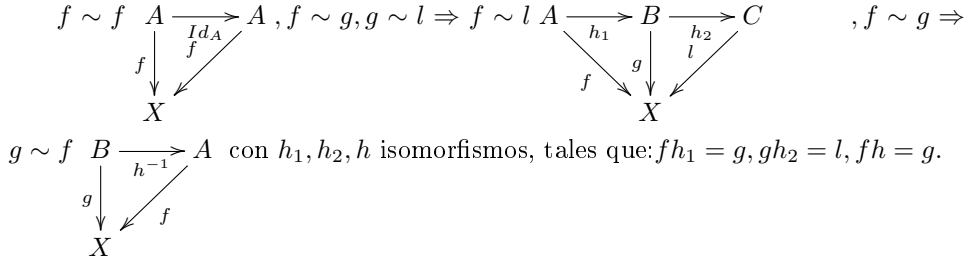 f ∼ f A A , f ∼ g, g ∼ l ⇒ f ∼ l A B C , f ∼ g ⇒
Id_A h_1 h_2
f f f g l
X X
g ∼ f B A con h_1, h_2, h isomorfismos, tales que:fh_1 = g, gh_2 = l, fh = g.
h^{-1}
g f
X